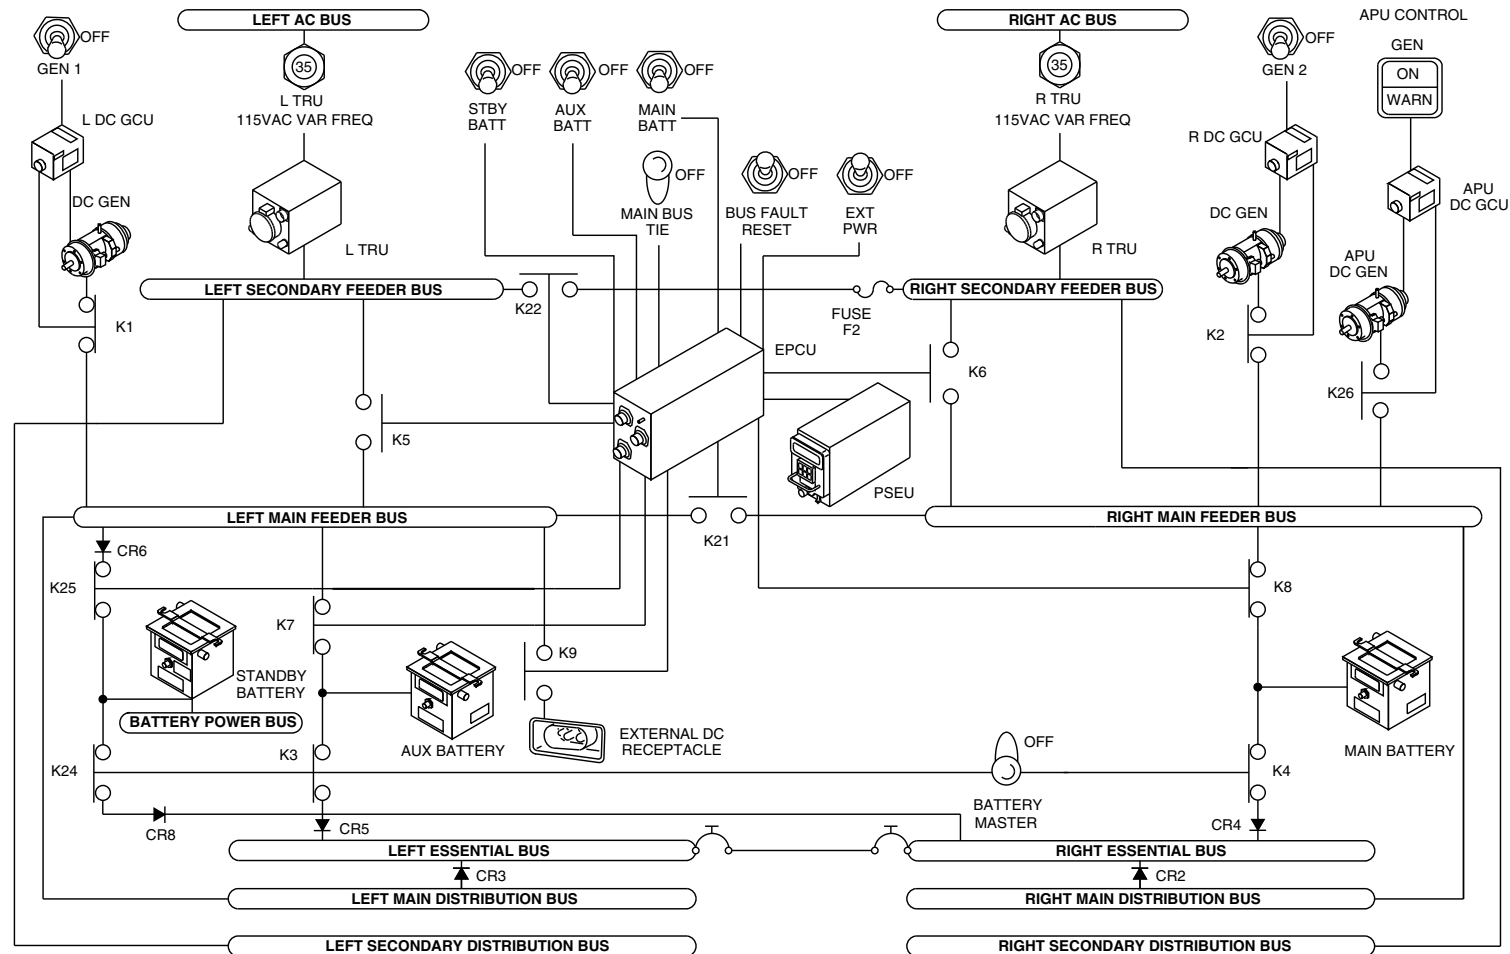 LEFT AC BUS
RIGHT AC BUS
APU CONTROL
OFF
GEN 1
35
L TRU
115VAC VAR FREQ
OFF
STBY
BATT
OFF
AUX
BATT
OFF
MAIN
BATT
35
R TRU
115VAC VAR FREQ
OFF
GEN 2
GEN
ON
WARN
L DC GCU
R DC GCU
OFF
MAIN BUS
TIE
OFF
BUS FAULT
RESET
OFF
EXT
PWR
DC GEN
L TRU
R TRU
DC GEN
APU
DC GCU
APU
DC GEN
LEFT SECONDARY FEEDER BUS
K22
FUSE
F2
RIGHT SECONDARY FEEDER BUS
K1
K2
EPCU
K6
K26
K5
PSEU
LEFT MAIN FEEDER BUS
K21
RIGHT MAIN FEEDER BUS
CR6
K25
K8
K7
K9
STANDBY
BATTERY
BATTERY POWER BUS
AUX BATTERY
EXTERNAL DC
RECEPTACLE
MAIN BATTERY
K24
K3
OFF
BATTERY
MASTER
K4
CR8
CR5
CR4
LEFT ESSENTIAL BUS
RIGHT ESSENTIAL BUS
CR3
CR2
LEFT MAIN DISTRIBUTION BUS
RIGHT MAIN DISTRIBUTION BUS
LEFT SECONDARY DISTRIBUTION BUS
RIGHT SECONDARY DISTRIBUTION BUS